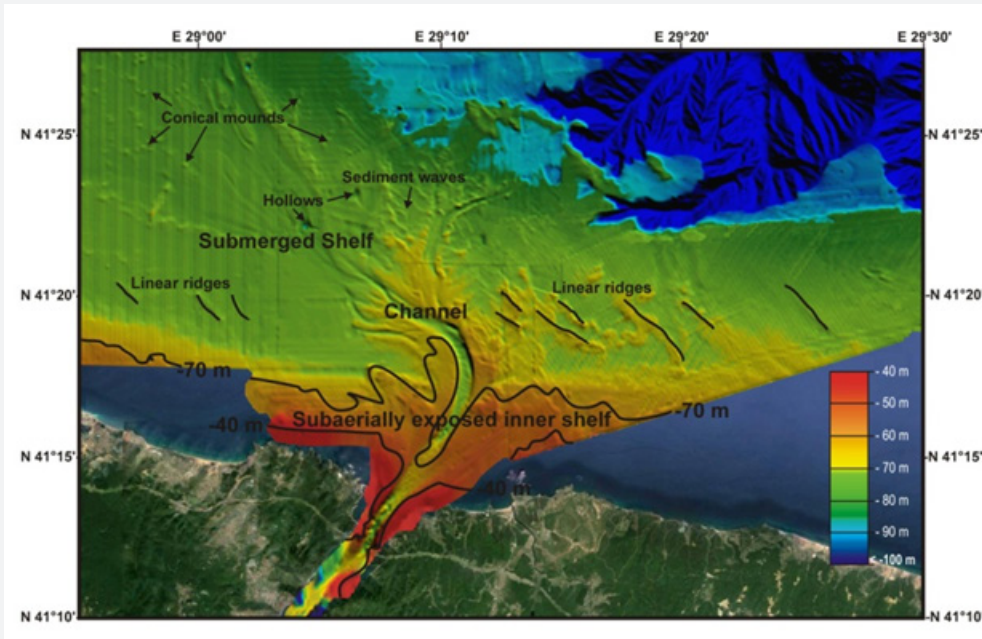 E 29°00'
E 29°10'
E 29°20'
E 29°30'
N 41°25'
Conical mounds
N 41°25'
Sediment waves
Hollows
Submerged Shelf
N 41°20'
Linear ridges
Linear ridges
N 41°20'
Channel
-70 m
- 40 m
- 50 m
- 60 m
- 70 m
- 80 m
- 90 m
< -100 m
-70 m
-40 m
Subaerially exposed inner shelf
N 41°15'
N 41°15'
-40 m
N 41°10'
N 41°10'